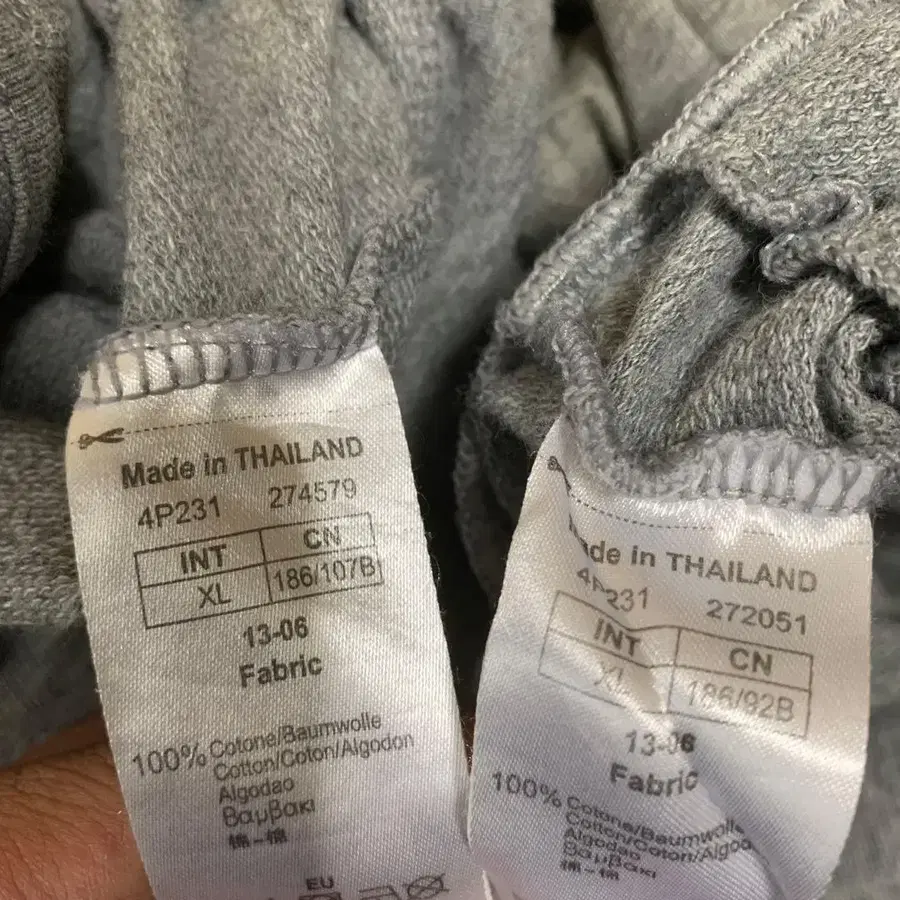 Made in THAILAND
4P231 274579
INT CN
XL 186/107B
13-06
Fabric
100% Cotone/Baumwolle
Cotton/Coton/Algodon
Algodao
Βαμβακι
棉-棉
EU
ade in THAILAND
4P231 272051
INT CN
XL 186/92B
13-06
Fabric
100% Cotone/Baumwolle
Cotton/Coton/Algo
Algodao
Βαμβακι
棉-棉